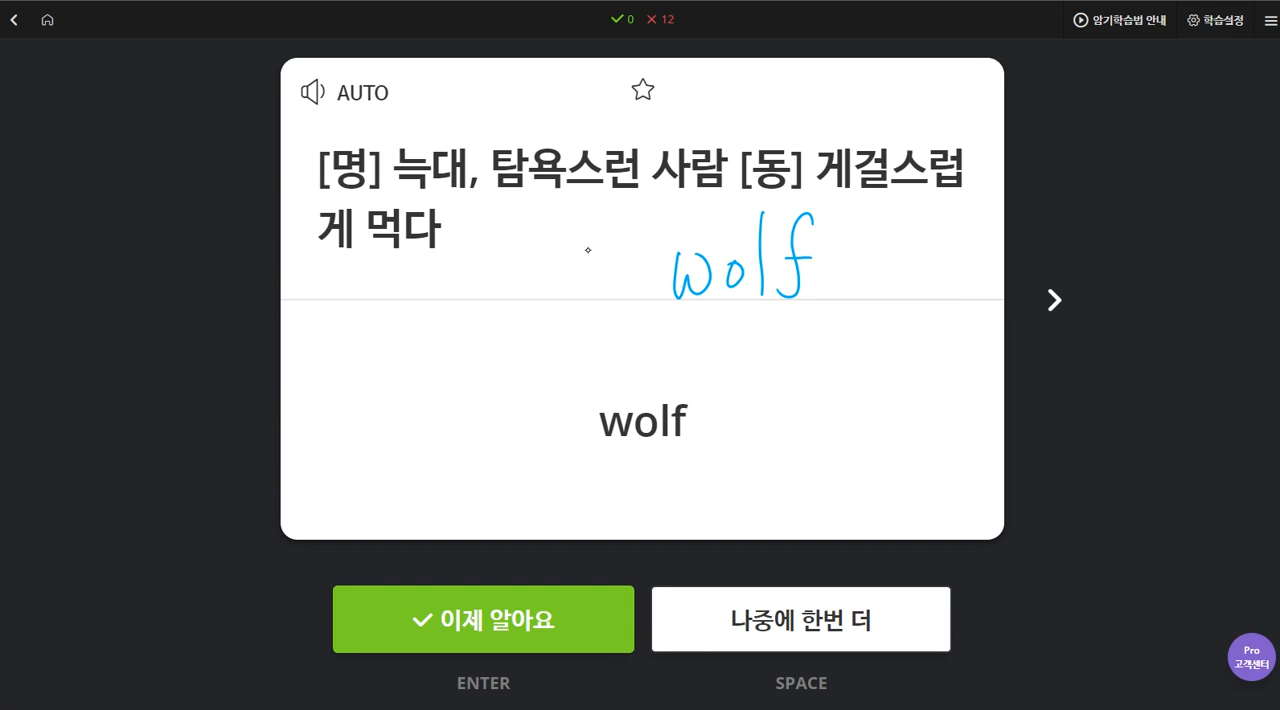 0 12 암기학습법 안내 학습설정
AUTO
[명] 늑대, 탐욕스런 사람 [동] 게걸스럽
게 먹다
wolf
wolf
이제 알아요 나중에 한번 더
ENTER SPACE
Pro
고객센터